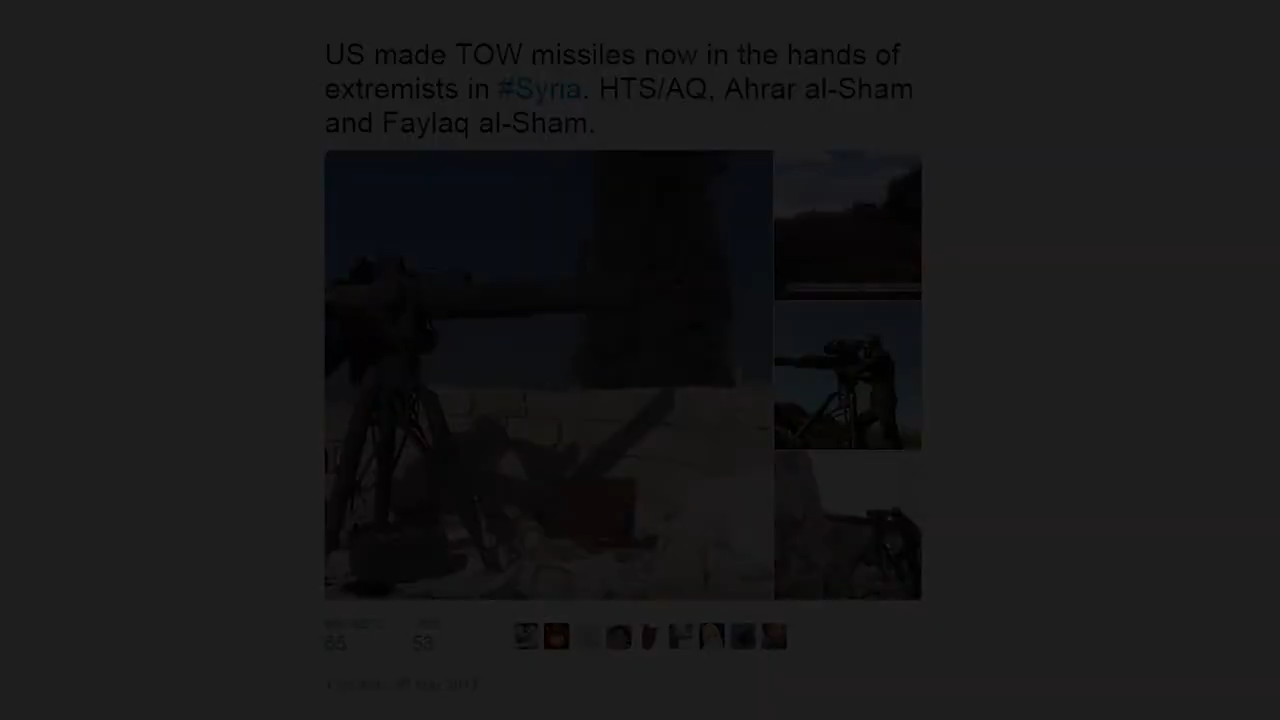 US made TOW missiles now in the hands of
extremists in #Syria. HTS/AQ, Ahrar al-Sham
and Faylaq al-Sham.
53